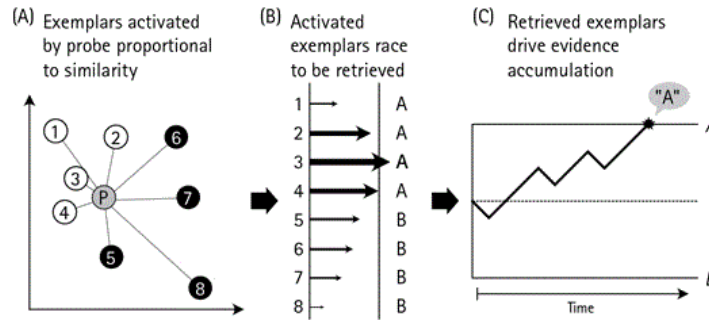 (A) Exemplars activated
by probe proportional
to similarity
(B) Activated
exemplars race
to be retrieved
(C) Retrieved exemplars
drive evidence
accumulation
1
2
6
3
P
7
4
5
8
1 A
2 A
3 A
4 A
5 B
6 B
7 B
8 B
"A"
Time